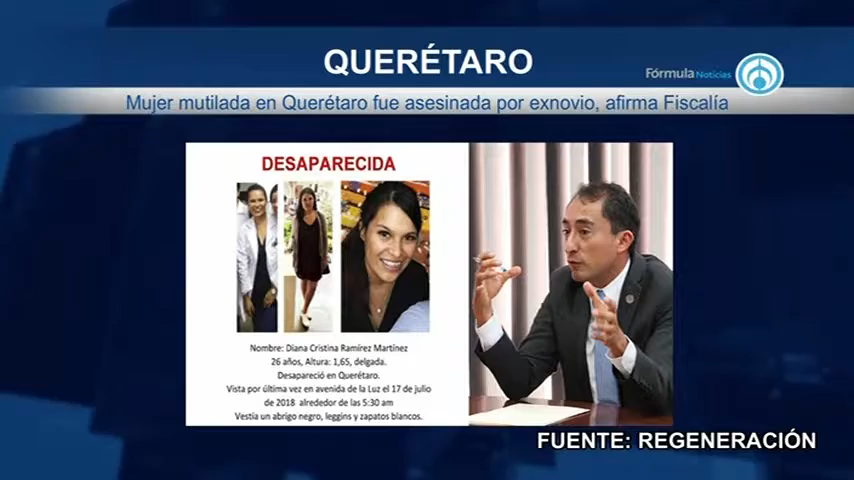 QUERÉTARO
Fórmula Noticias
Mujer mutilada en Querétaro fue asesinada por exnovio, afirma Fiscalía
DESAPARECIDA
Nombre: Diana Cristina Ramírez Martínez
26 años, Altura: 1,65, delgada.
Desapareció en Querétaro.
Vista por última vez en avenida de la Luz el 17 de julio
de 2018 alrededor de las 5:30 am
Vestía un abrigo negro, leggins y zapatos blancos.
FUENTE: REGENERACIÓN